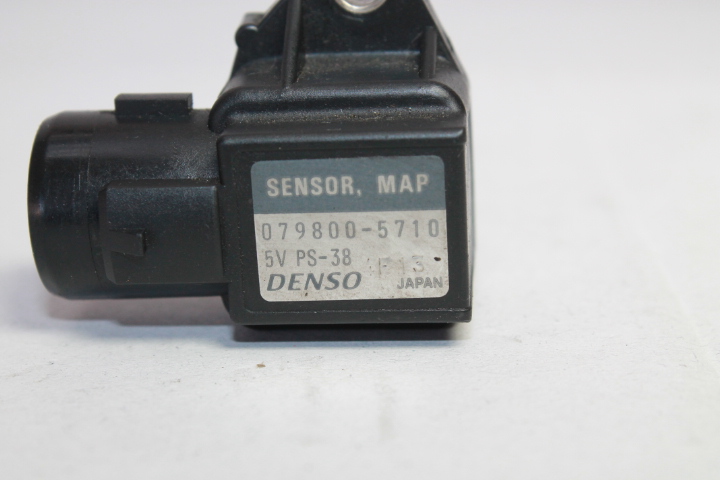 SENSOR, MAP
079800-5710
5V PS-38
DENSO JAPAN